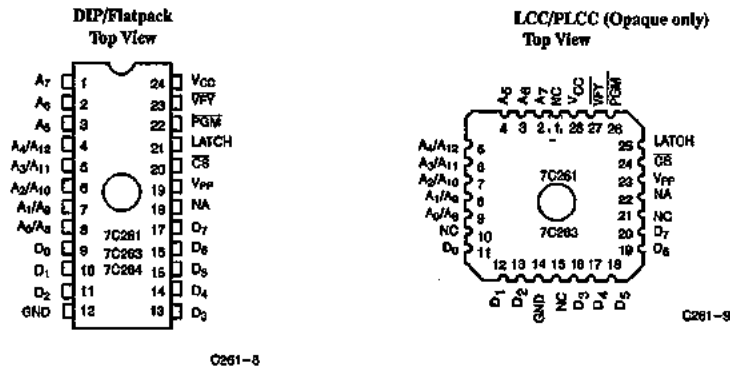 DIP/Flatpack
Top View
A7 1 24 VCC
A6 2 23 VFY
A5 3 22 PGM
A4/A12 4 21 LATCH
A3/A11 5 20 CS
A2/A10 6 19 VPP
A1/A9 7 18 NA
A0/A8 8 7C261 17 D7
D0 9 7C263 16 D6
D1 10 7C264 15 D5
D2 11 14 D4
GND 12 13 D3
C261-8
LCC/PLCC (Opaque only)
Top View
A5 A6 A7 NC VCC VFY PGM
4 3 2 1 28 27 26
A4/A12 5 25 LATCH
A3/A11 6 24 CS
A2/A10 7 7C261 23 VPP
A1/A9 8 22 NA
A0/A8 9 21 NC
NC 10 7C263 20 D7
D0 11 19 D6
12 13 14 15 16 17 18
D1 D2 GND NC D3 D4 D5
C261-9